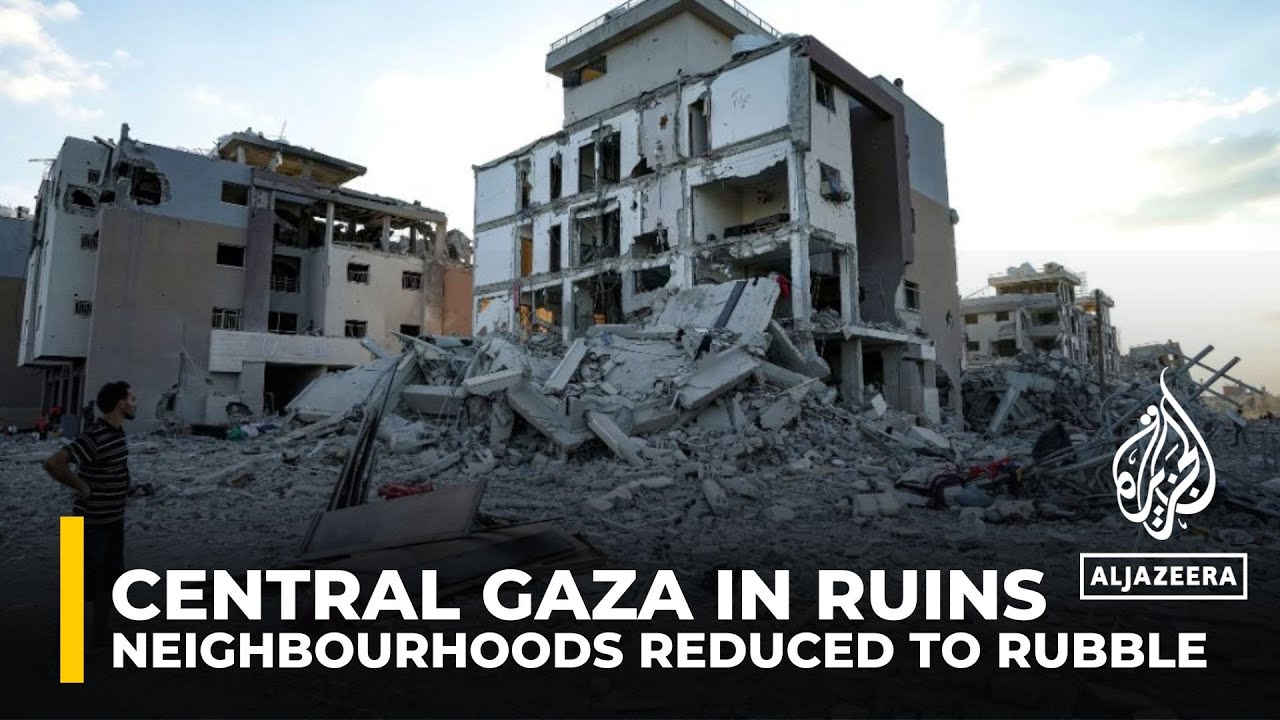 CENTRAL GAZA IN RUINS
NEIGHBOURHOODS REDUCED TO RUBBLE
الجزيرة
ALJAZEERA